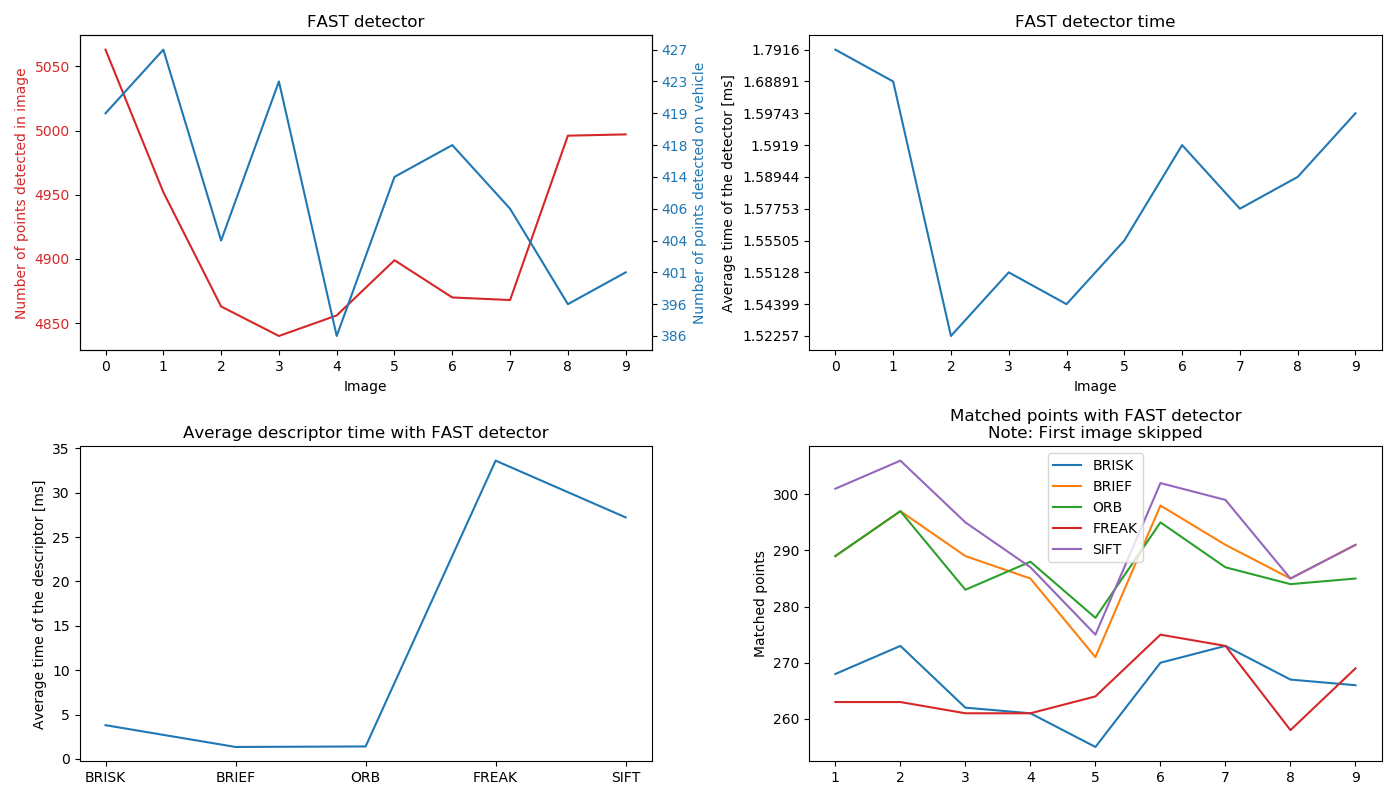 FAST detector
Number of points detected in image
5050
5000
4950
4900
4850
427
423
419
418
414
406
404
401
396
386
Number of points detected on vehicle
0 1 2 3 4 5 6 7 8 9
Image
FAST detector time
Average time of the detector [ms]
1.7916
1.68891
1.59743
1.5919
1.58944
1.57753
1.55505
1.55128
1.54399
1.52257
0 1 2 3 4 5 6 7 8 9
Image
Average descriptor time with FAST detector
Average time of the descriptor [ms]
35
30
25
20
15
10
5
0
BRISK BRIEF ORB FREAK SIFT
Matched points with FAST detector
Note: First image skipped
Matched points
300
290
280
270
260
BRISK
BRIEF
ORB
FREAK
SIFT
1 2 3 4 5 6 7 8 9